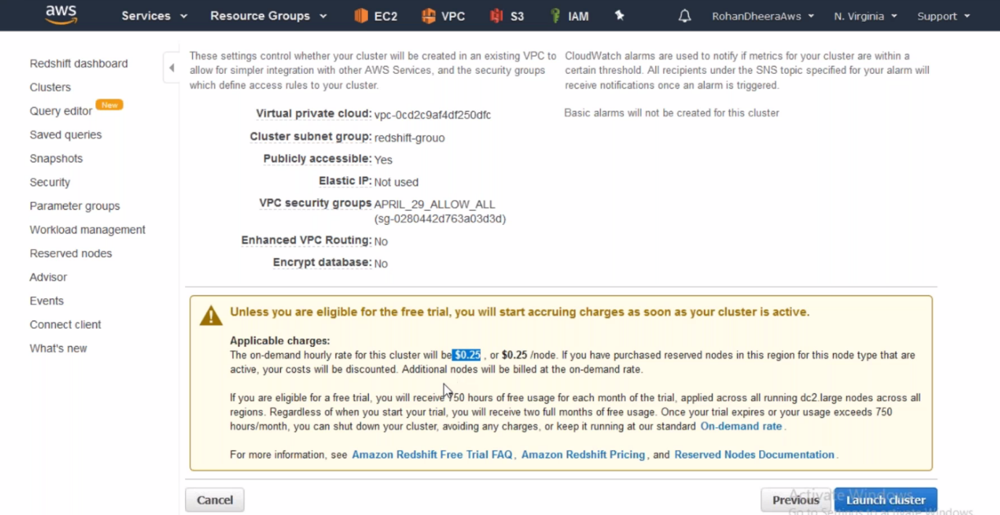 aws Services Resource Groups EC2 VPC S3 IAM RohanDheeraAws N. Virginia Support
Redshift dashboard
Clusters
Query editor New
Saved queries
Snapshots
Security
Parameter groups
Workload management
Reserved nodes
Advisor
Events
Connect client
What's new
These settings control whether your cluster will be created in an existing VPC to
allow for simpler integration with other AWS Services, and the security groups
which define access rules to your cluster.
Virtual private cloud: vpc-0cd2c9af4df250dfc
Cluster subnet group: redshift-grouo
Publicly accessible: Yes
Elastic IP: Not used
VPC security groups APRIL_29_ALLOW_ALL
(sg-0280442d763a03d3d)
Enhanced VPC Routing: No
Encrypt database: No
CloudWatch alarms are used to notify if metrics for your cluster are within a
certain threshold. All recipients under the SNS topic specified for your alarm will
receive notifications once an alarm is triggered.
Basic alarms will not be created for this cluster
Unless you are eligible for the free trial, you will start accruing charges as soon as your cluster is active.
Applicable charges:
The on-demand hourly rate for this cluster will be $0.25 , or $0.25 /node. If you have purchased reserved nodes in this region for this node type that are
active, your costs will be discounted. Additional nodes will be billed at the on-demand rate.
If you are eligible for a free trial, you will receive 750 hours of free usage for each month of the trial, applied across all running dc2.large nodes across all
regions. Regardless of when you start your trial, you will receive two full months of free usage. Once your trial expires or your usage exceeds 750
hours/month, you can shut down your cluster, avoiding any charges, or keep it running at our standard On-demand rate .
For more information, see Amazon Redshift Free Trial FAQ , Amazon Redshift Pricing , and Reserved Nodes Documentation .
Cancel Previous Launch cluster
Activate Windows
Go to Settings to activate Windows